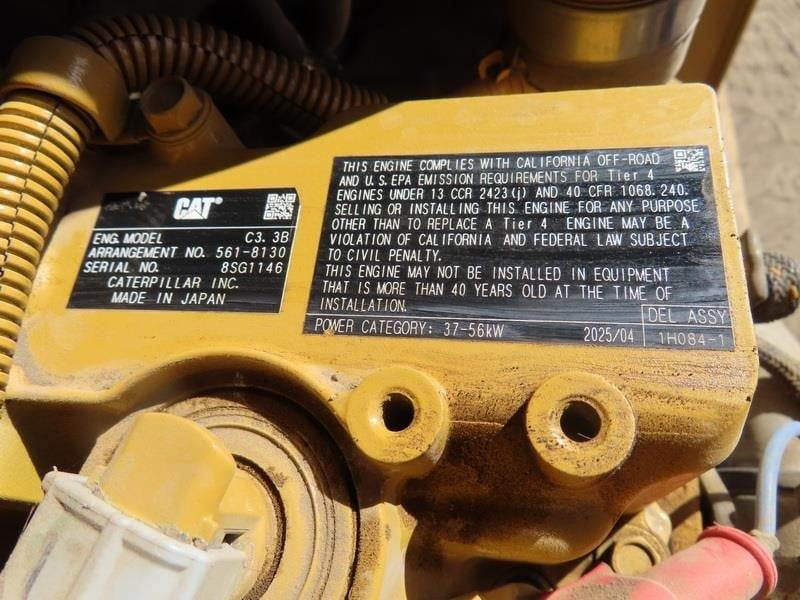 CAT®
ENG. MODEL C3.3B
ARRANGEMENT NO. 561-8130
SERIAL NO. 8SG1146
CATERPILLAR INC.
MADE IN JAPAN
THIS ENGINE COMPLIES WITH CALIFORNIA OFF-ROAD
AND U.S. EPA EMISSION REQUIREMENTS FOR Tier 4
ENGINES UNDER 13 CCR 2423(j) AND 40 CFR 1068.240.
SELLING OR INSTALLING THIS ENGINE FOR ANY PURPOSE
OTHER THAN TO REPLACE A Tier 4 ENGINE MAY BE A
VIOLATION OF CALIFORNIA AND FEDERAL LAW SUBJECT
TO CIVIL PENALTY.
THIS ENGINE MAY NOT BE INSTALLED IN EQUIPMENT
THAT IS MORE THAN 40 YEARS OLD AT THE TIME OF
INSTALLATION.
DEL ASSY
POWER CATEGORY: 37-56kW 2025/04 1H084-1